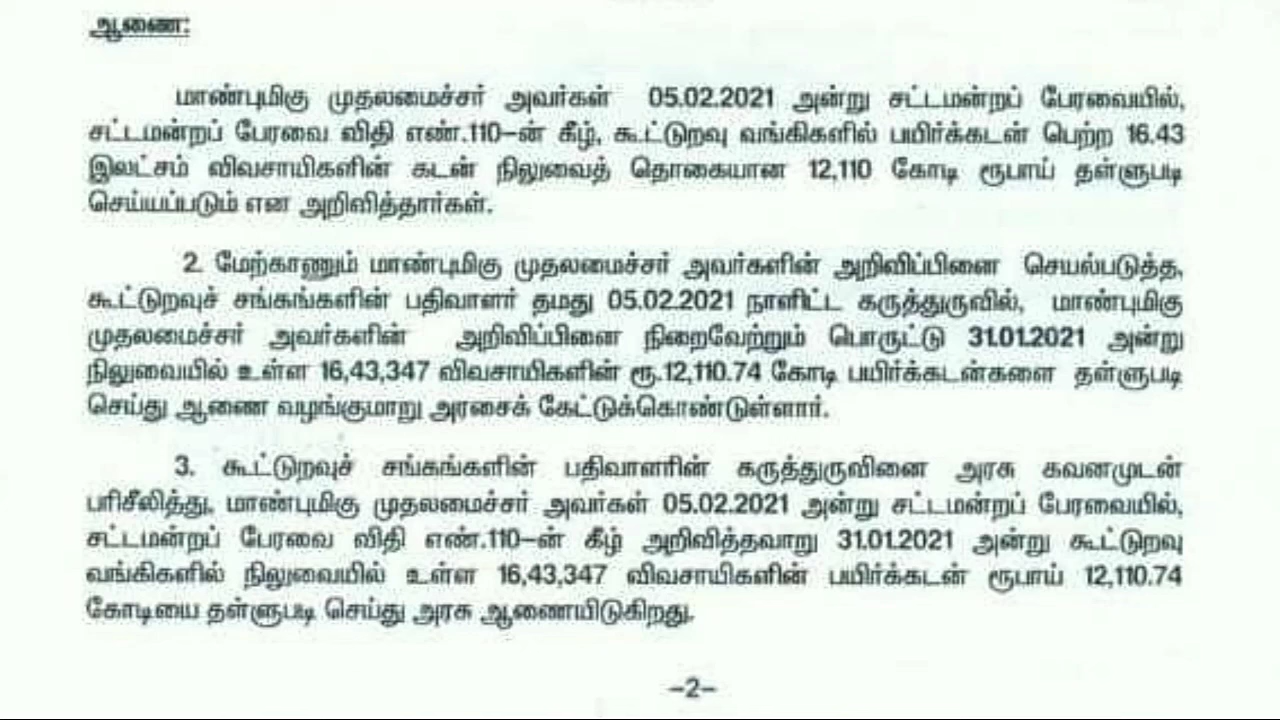 ஆணை:
மாண்புமிகு முதலமைச்சர் அவர்கள் 05.02.2021 அன்று சட்டமன்றப் பேரவையில்,
சட்டமன்றப் பேரவை விதி எண்.110-ன் கீழ், கூட்டுறவு வங்கிகளில் பயிர்க்கடன் பெற்ற 16.43
இலட்சம் விவசாயிகளின் கடன் நிலுவைத் தொகையான 12,110 கோடி ரூபாய் தள்ளுபடி
செய்யப்படும் என அறிவித்தார்கள்.
2. மேற்காணும் மாண்புமிகு முதலமைச்சர் அவர்களின் அறிவிப்பினை செயல்படுத்த,
கூட்டுறவுச் சங்கங்களின் பதிவாளர் தமது 05.02.2021 நாளிட்ட கருத்துருவில், மாண்புமிகு
முதலமைச்சர் அவர்களின் அறிவிப்பினை நிறைவேற்றும் பொருட்டு 31.01.2021 அன்று
நிலுவையில் உள்ள 16,43,347 விவசாயிகளின் ரூ.12,110.74 கோடி பயிர்க்கடன்களை தள்ளுபடி
செய்து ஆணை வழங்குமாறு அரசைக் கேட்டுக்கொண்டுள்ளார்.
3. கூட்டுறவுச் சங்கங்களின் பதிவாளரின் கருத்துருவினை அரசு கவனமுடன்
பரிசீலித்து, மாண்புமிகு முதலமைச்சர் அவர்கள் 05.02.2021 அன்று சட்டமன்றப் பேரவையில்,
சட்டமன்றப் பேரவை விதி எண்.110-ன் கீழ் அறிவித்தவாறு 31.01.2021 அன்று கூட்டுறவு
வங்கிகளில் நிலுவையில் உள்ள 16,43,347 விவசாயிகளின் பயிர்க்கடன் ரூபாய் 12,110.74
கோடியை தள்ளுபடி செய்து அரசு ஆணையிடுகிறது.
-2-